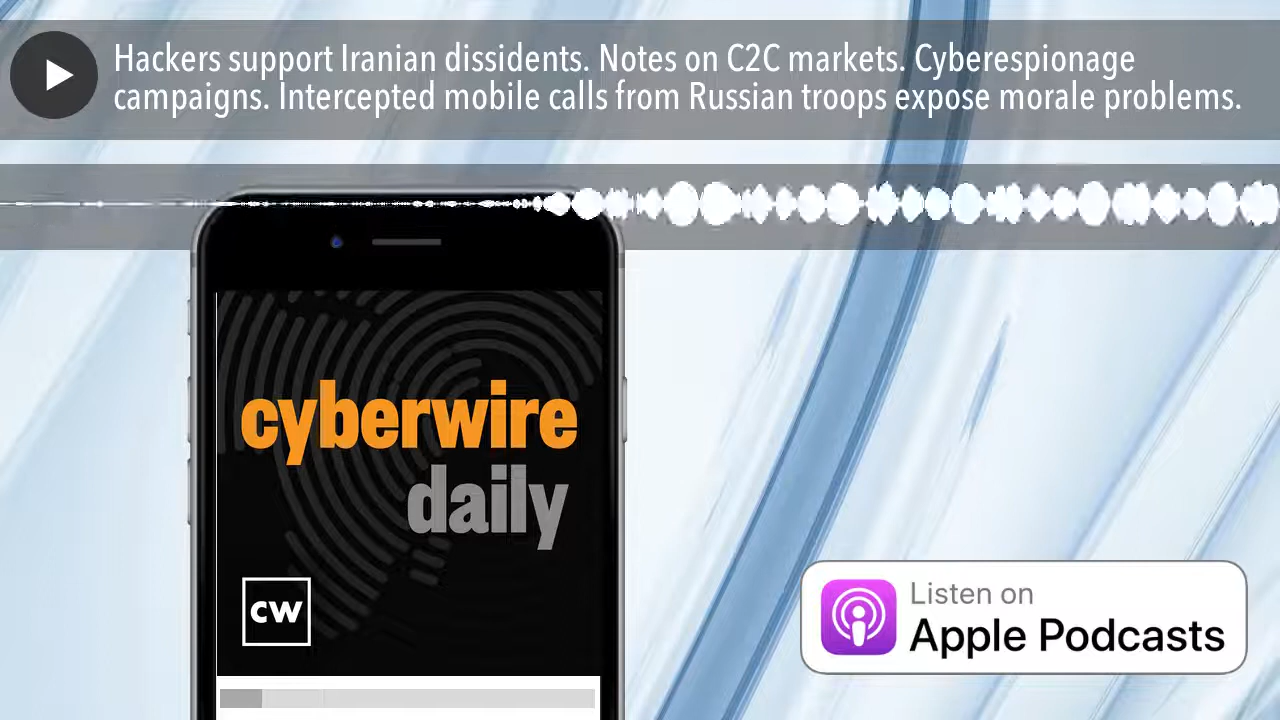 Hackers support Iranian dissidents. Notes on C2C markets. Cyberespionage
campaigns. Intercepted mobile calls from Russian troops expose morale problems.
cyberwire
daily
CW
Listen on
Apple Podcasts